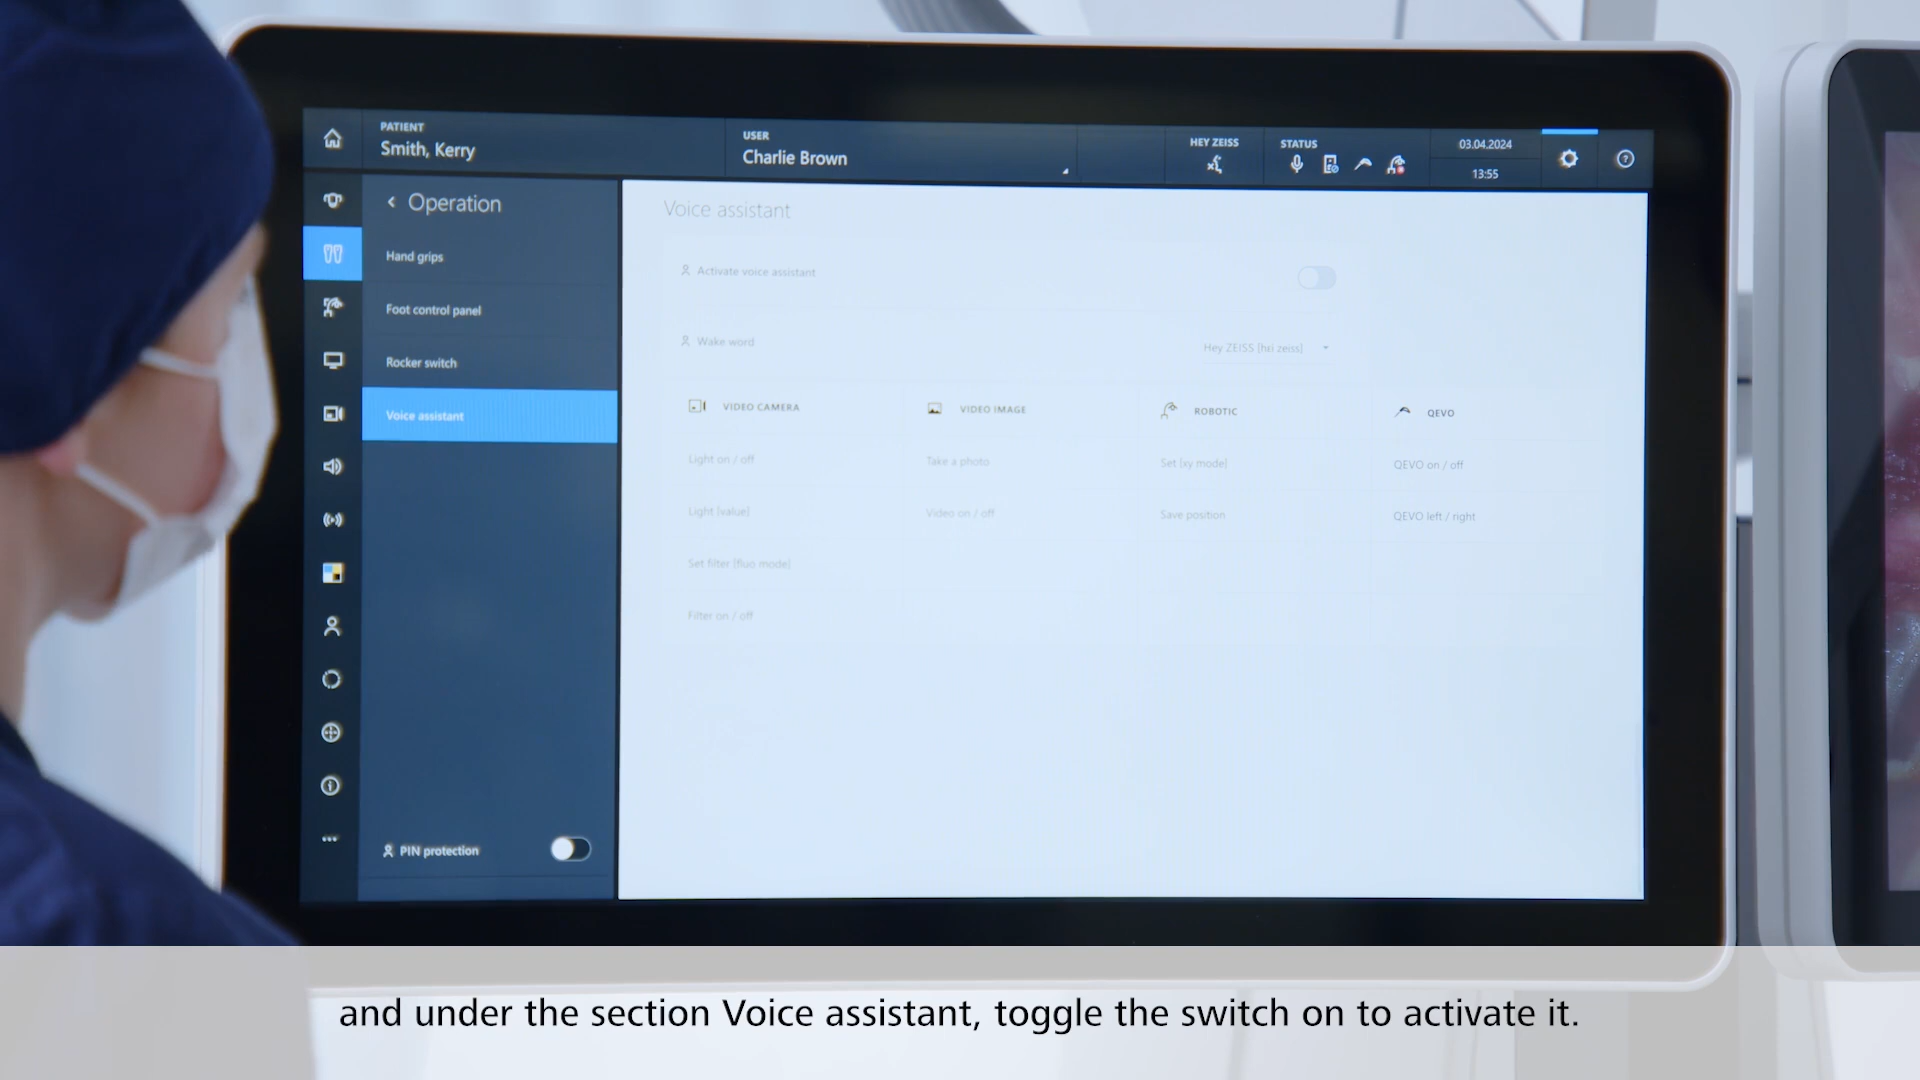 PATIENT
Smith, Kerry
USER
Charlie Brown
HEY ZEISS
STATUS
03.04.2024
13:55
Operation
Hand grips
Foot control panel
Rocker switch
Voice assistant
PIN protection
Voice assistant
Activate voice assistant
Wake word
Hey ZEISS [hɛi zeiss]
VIDEO CAMERA
VIDEO IMAGE
ROBOTIC
QEVO
Light on / off
Take a photo
Set [xy mode]
QEVO on / off
Light [value]
Video on / off
Save position
QEVO left / right
Set filter [fluo mode]
Filter on / off
and under the section Voice assistant, toggle the switch on to activate it.